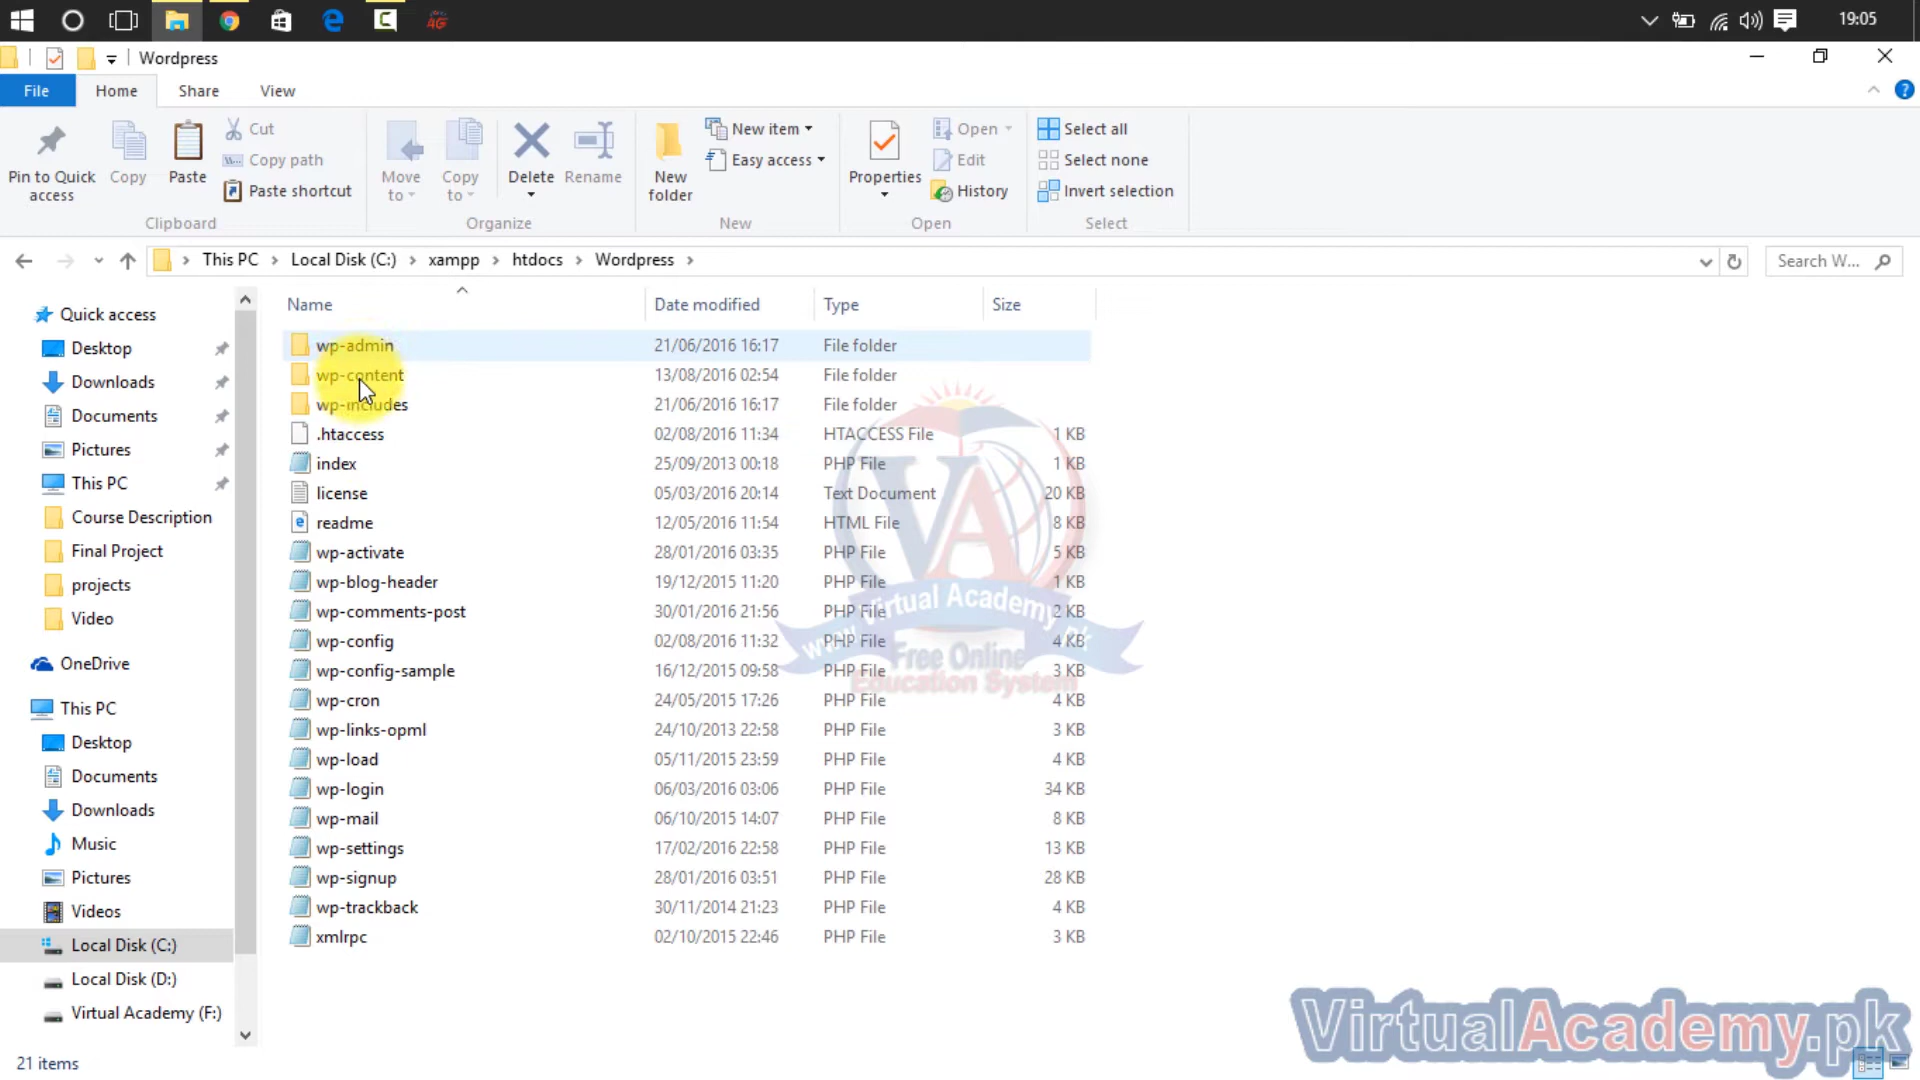 19:05
Wordpress
File Home Share View
Pin to Quick access
Copy
Paste
Cut
Copy path
Paste shortcut
Clipboard
Move to
Copy to
Delete
Rename
Organize
New folder
New item
Easy access
New
Properties
Open
Edit
History
Open
Select all
Select none
Invert selection
Select
This PC > Local Disk (C:) > xampp > htdocs > Wordpress >
Search W...
Quick access
Desktop
Downloads
Documents
Pictures
This PC
Course Description
Final Project
projects
Video
OneDrive
This PC
Desktop
Documents
Downloads
Music
Pictures
Videos
Local Disk (C:)
Local Disk (D:)
Virtual Academy (F:)
Name Date modified Type Size
wp-admin 21/06/2016 16:17 File folder
wp-content 13/08/2016 02:54 File folder
wp-includes 21/06/2016 16:17 File folder
.htaccess 02/08/2016 11:34 HTACCESS File 1 KB
index 25/09/2013 00:18 PHP File 1 KB
license 05/03/2016 20:14 Text Document 20 KB
readme 12/05/2016 11:54 HTML File 8 KB
wp-activate 28/01/2016 03:35 PHP File 5 KB
wp-blog-header 19/12/2015 11:20 PHP File 1 KB
wp-comments-post 30/01/2016 21:56 PHP File 2 KB
wp-config 02/08/2016 11:32 PHP File 4 KB
wp-config-sample 16/12/2015 09:58 PHP File 3 KB
wp-cron 24/05/2015 17:26 PHP File 4 KB
wp-links-opml 24/10/2013 22:58 PHP File 3 KB
wp-load 05/11/2015 23:59 PHP File 4 KB
wp-login 06/03/2016 03:06 PHP File 34 KB
wp-mail 06/10/2015 14:07 PHP File 8 KB
wp-settings 17/02/2016 22:58 PHP File 13 KB
wp-signup 28/01/2016 03:51 PHP File 28 KB
wp-trackback 30/11/2014 21:23 PHP File 4 KB
xmlrpc 02/10/2015 22:46 PHP File 3 KB
VA
www.Virtual Academy.pk
Free Online
Education System
VirtualAcademy.pk
21 items